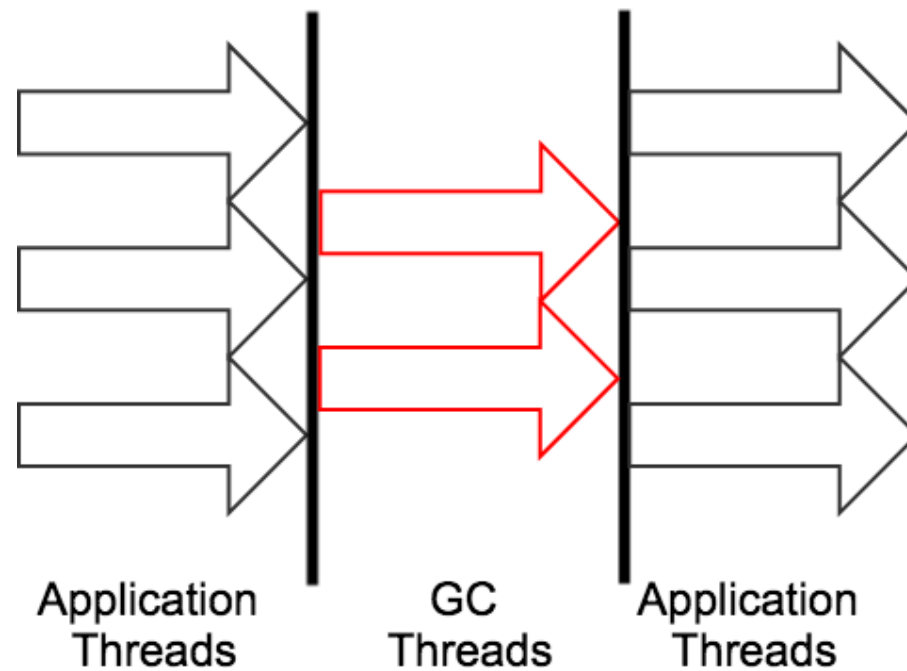 Application
Threads
GC
Threads
Application
Threads